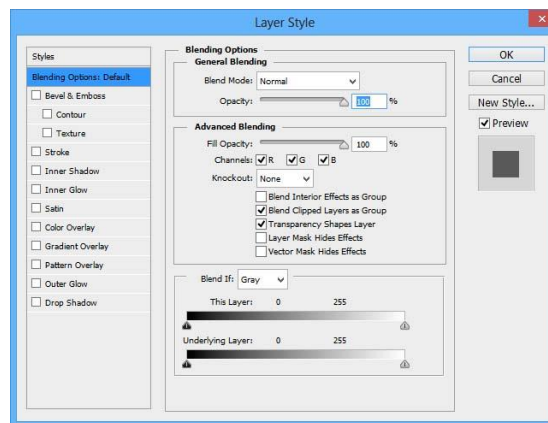 Layer Style
Styles
Blending Options: Default
Bevel & Emboss
Contour
Texture
Stroke
Inner Shadow
Inner Glow
Satin
Color Overlay
Gradient Overlay
Pattern Overlay
Outer Glow
Drop Shadow
Blending Options
General Blending
Blend Mode: Normal
Opacity: 100 %
Advanced Blending
Fill Opacity: 100 %
Channels: R G B
Knockout: None
Blend Interior Effects as Group
Blend Clipped Layers as Group
Transparency Shapes Layer
Layer Mask Hides Effects
Vector Mask Hides Effects
Blend If: Gray
This Layer: 0 255
Underlying Layer: 0 255
OK
Cancel
New Style...
Preview